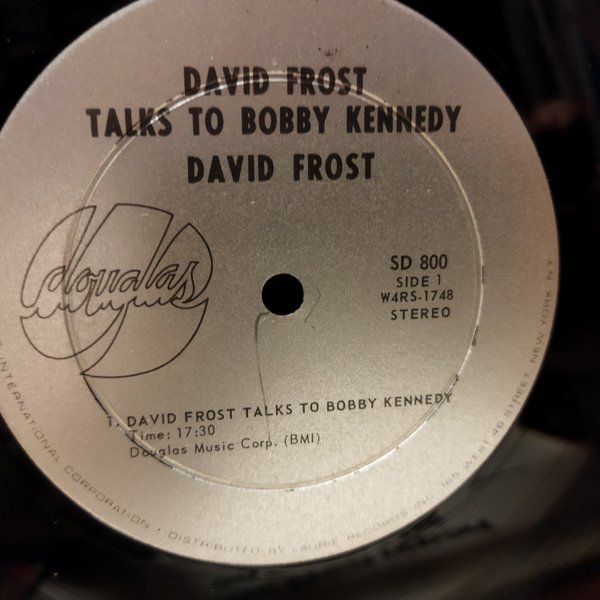 DAVID FROST
TALKS TO BOBBY KENNEDY
DAVID FROST
douglas
SD 800
SIDE 1
W4RS-1748
STEREO
1. DAVID FROST TALKS TO BOBBY KENNEDY
Time: 17:30
Douglas Music Corp. (BMI)
INTERNATIONAL CORPORATION • DISTRIBUTED BY LAURIE RECORDS INC. 165 WEST 46 STREET, NEW YORK N.Y.